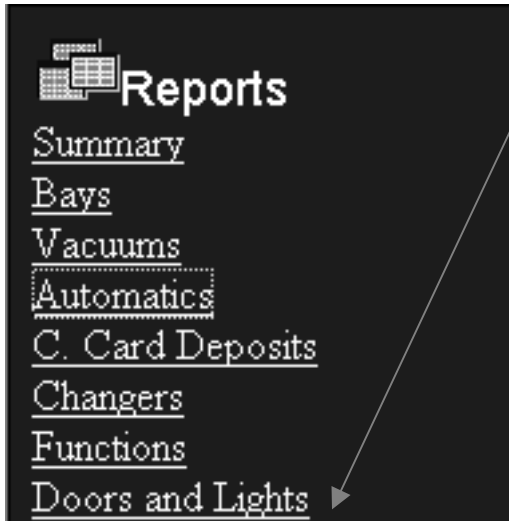 Reports
Summary
Bays
Vacuums
Automatics
C. Card Deposits
Changers
Functions
Doors and Lights